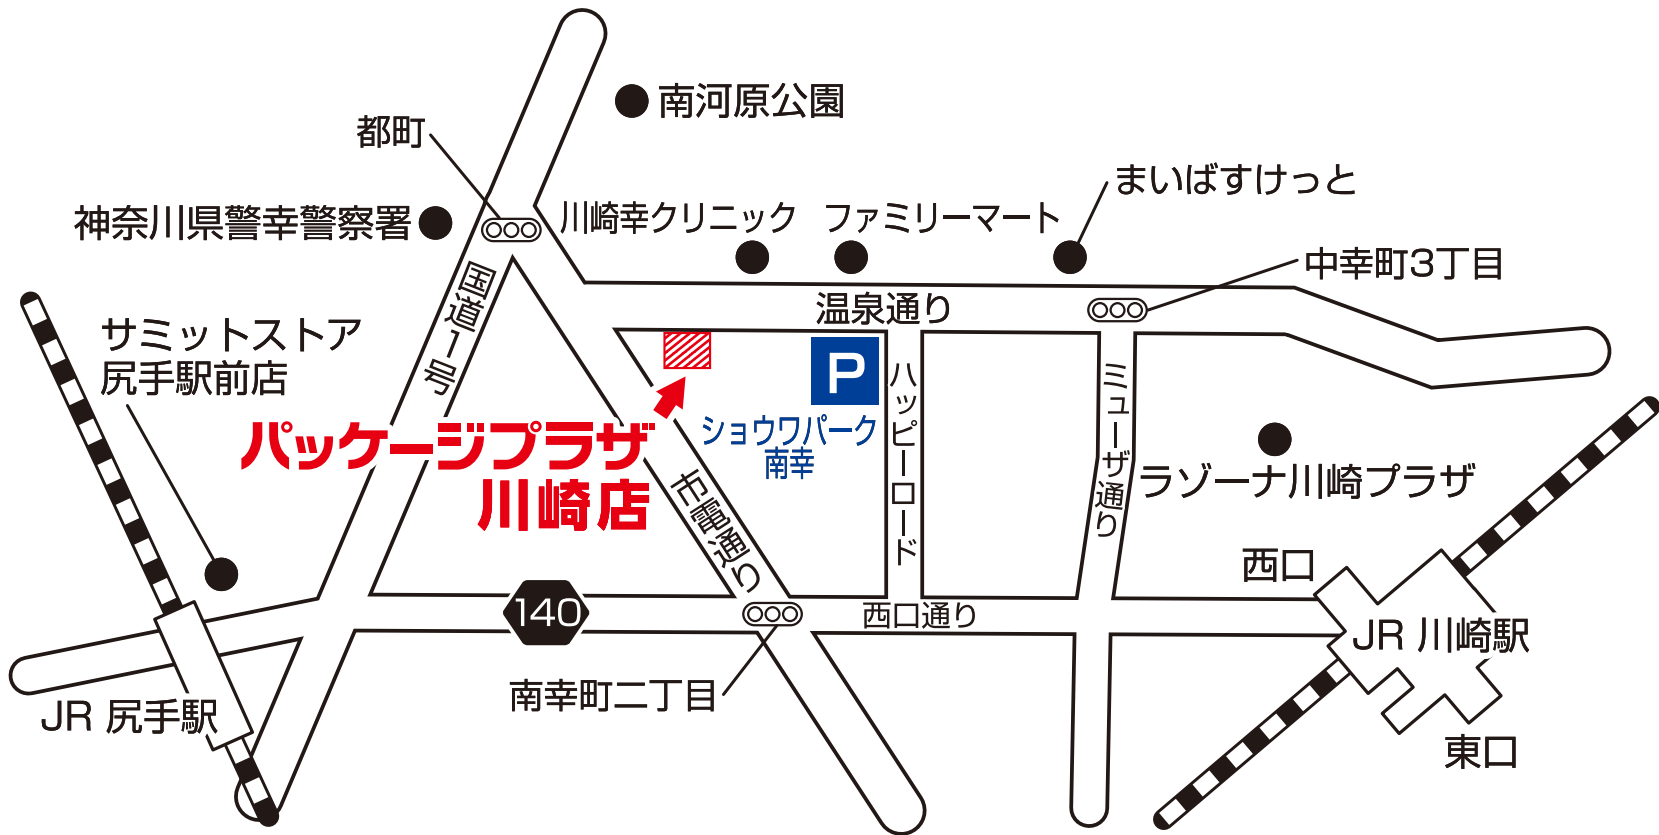 南河原公園
都町
まいばすけっと
神奈川県警幸警察署
川崎幸クリニック
ファミリーマート
中幸町3丁目
国道1号
温泉通り
サミットストア
尻手駅前店
P
ハッピーロード
ミューザ通り
パッケージプラザ
川崎店
ショウワパーク
南幸
ラゾーナ川崎プラザ
市電通り
西口
140
西口通り
JR 川崎駅
南幸町二丁目
JR 尻手駅
東口